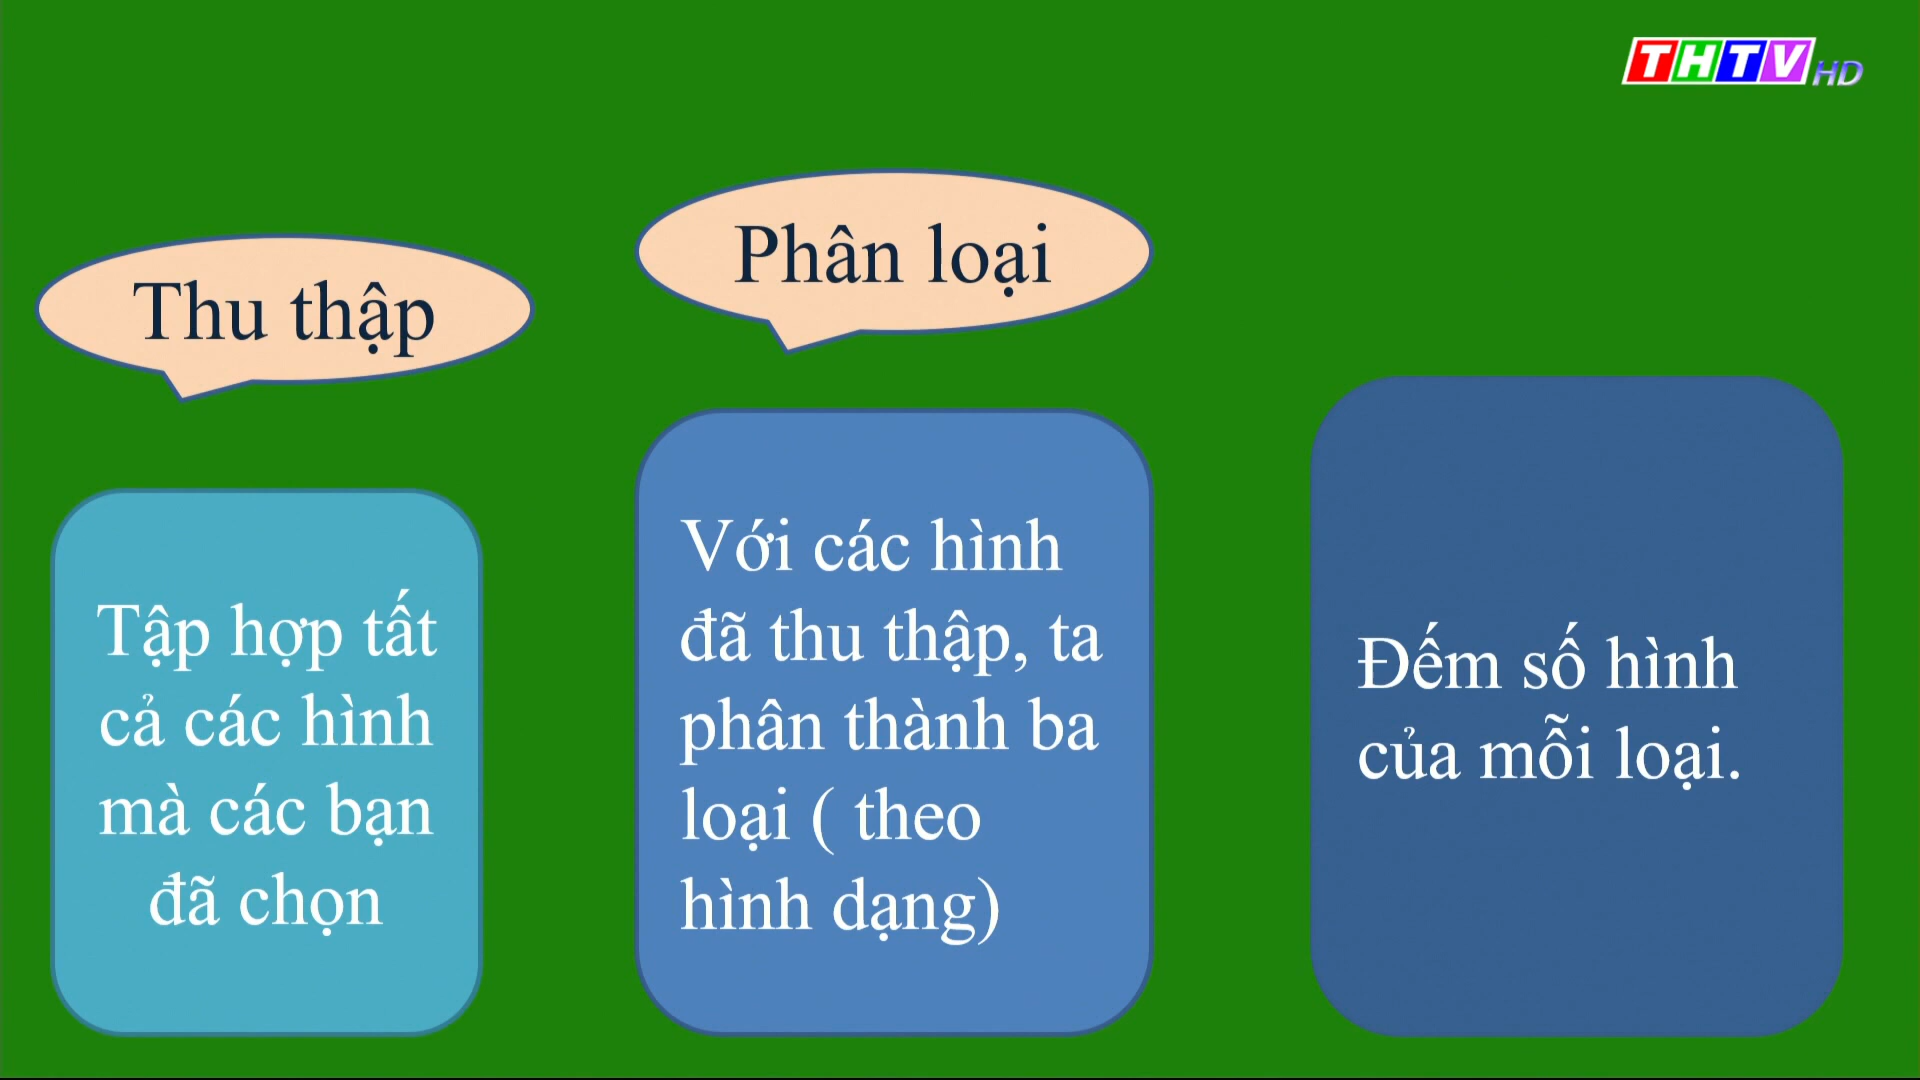 THTV HD
Thu thập
Phân loại
Tập hợp tất
cả các hình
mà các bạn
đã chọn
Với các hình
đã thu thập, ta
phân thành ba
loại ( theo
hình dạng)
Đếm số hình
của mỗi loại.